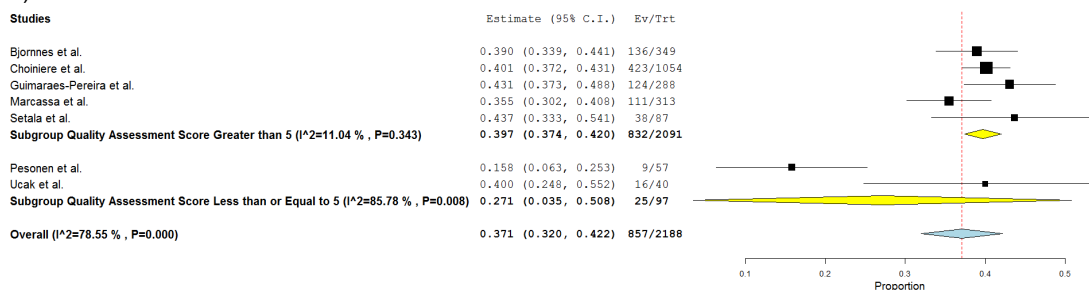 Studies Estimate (95% C.I.) Ev/Trt
Bjornnes et al. 0.390 (0.339, 0.441) 136/349
Choiniere et al. 0.401 (0.372, 0.431) 423/1054
Guimaraes-Pereira et al. 0.431 (0.373, 0.488) 124/288
Marcassa et al. 0.355 (0.302, 0.408) 111/313
Setala et al. 0.437 (0.333, 0.541) 38/87
Subgroup Quality Assessment Score Greater than 5 (I^2=11.04 % , P=0.343) 0.397 (0.374, 0.420) 832/2091
Pesonen et al. 0.158 (0.063, 0.253) 9/57
Ucak et al. 0.400 (0.248, 0.552) 16/40
Subgroup Quality Assessment Score Less than or Equal to 5 (I^2=85.78 % , P=0.008) 0.271 (0.035, 0.508) 25/97
Overall (I^2=78.55 % , P=0.000) 0.371 (0.320, 0.422) 857/2188
0.1 0.2 0.3 0.4 0.5
Proportion